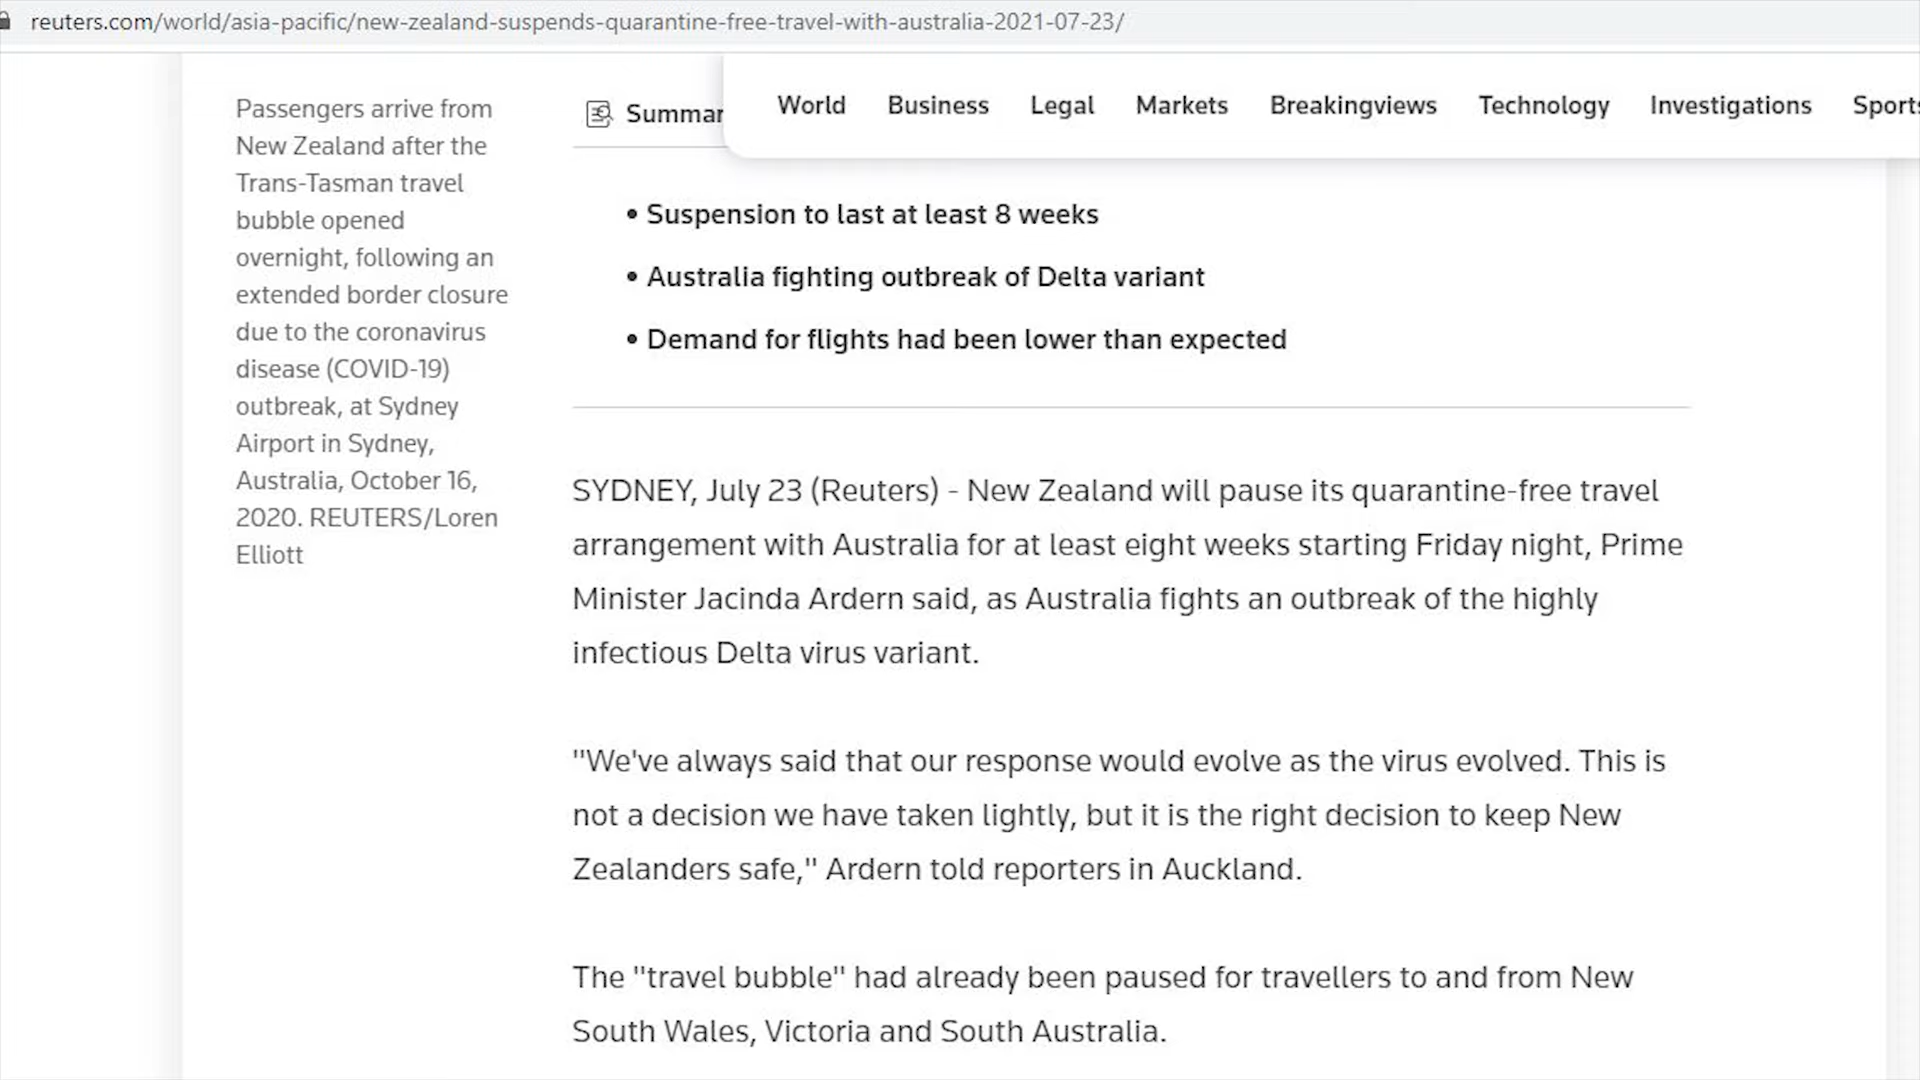 reuters.com/world/asia-pacific/new-zealand-suspends-quarantine-free-travel-with-australia-2021-07-23/
World Business Legal Markets Breakingviews Technology Investigations Sports
Passengers arrive from
New Zealand after the
Trans-Tasman travel
bubble opened
overnight, following an
extended border closure
due to the coronavirus
disease (COVID-19)
outbreak, at Sydney
Airport in Sydney,
Australia, October 16,
2020. REUTERS/Loren
Elliott
Summar
• Suspension to last at least 8 weeks
• Australia fighting outbreak of Delta variant
• Demand for flights had been lower than expected
SYDNEY, July 23 (Reuters) - New Zealand will pause its quarantine-free travel
arrangement with Australia for at least eight weeks starting Friday night, Prime
Minister Jacinda Ardern said, as Australia fights an outbreak of the highly
infectious Delta virus variant.
"We've always said that our response would evolve as the virus evolved. This is
not a decision we have taken lightly, but it is the right decision to keep New
Zealanders safe," Ardern told reporters in Auckland.
The "travel bubble" had already been paused for travellers to and from New
South Wales, Victoria and South Australia.